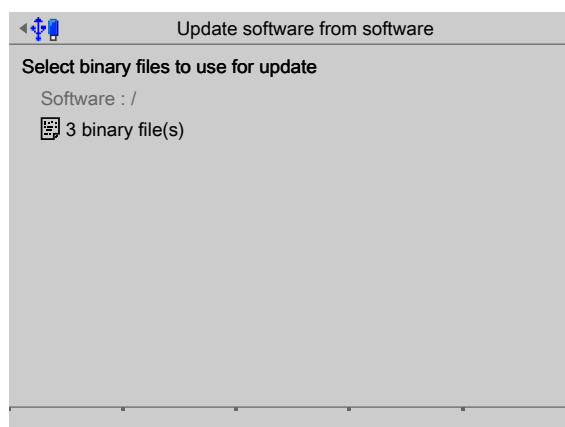 Update software from software
Select binary files to use for update
Software : /
3 binary file(s)